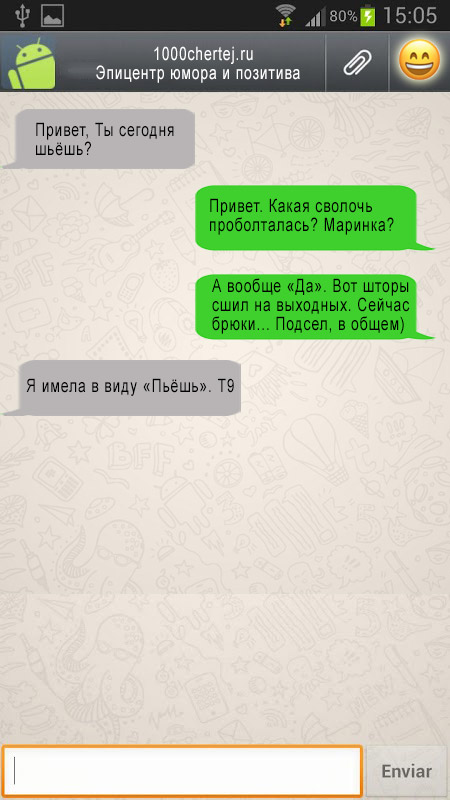 80% 15:05
1000chertej.ru
Эпицентр юмора и позитива
Привет, Ты сегодня
шьёшь?
Привет. Какая сволочь
проболталась? Маринка?
А вообще «Да». Вот шторы
сшил на выходных. Сейчас
брюки... Подсел, в общем)
Я имела в виду «Пьёшь». Т9
BFF
Enviar